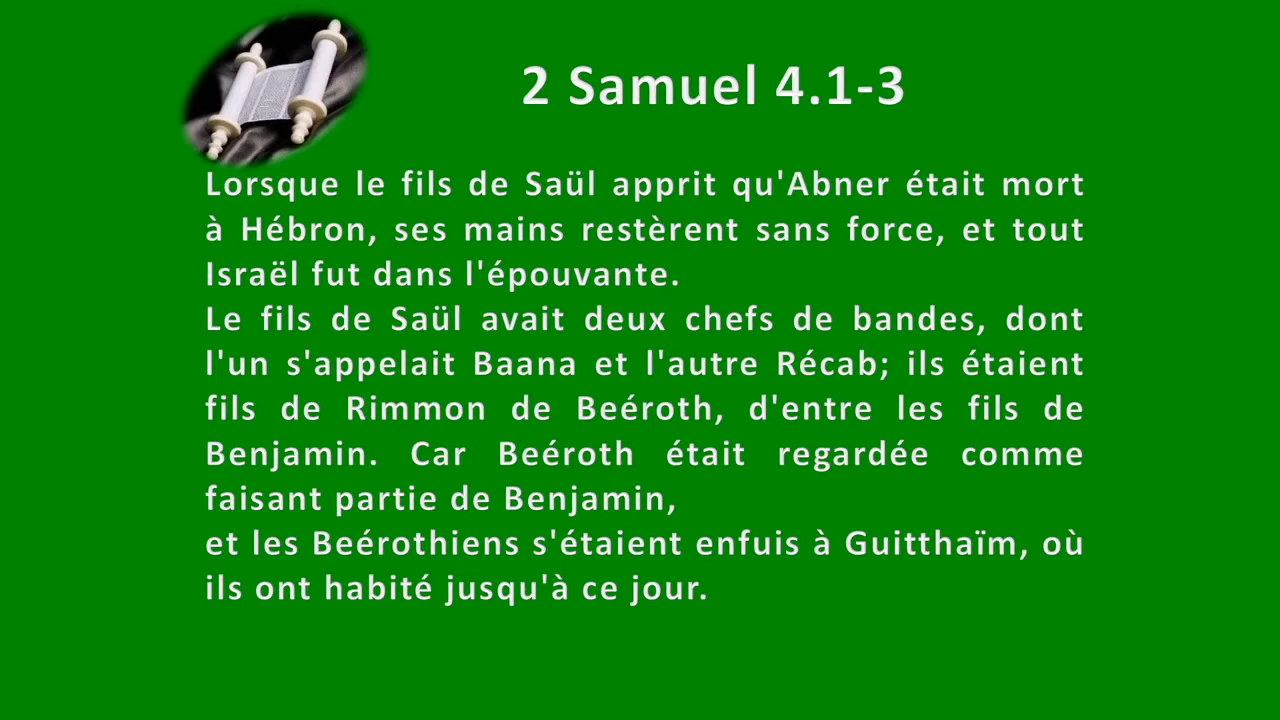 2 Samuel 4.1-3
Lorsque le fils de Saül apprit qu'Abner était mort
à Hébron, ses mains restèrent sans force, et tout
Israël fut dans l'épouvante.
Le fils de Saül avait deux chefs de bandes, dont
l'un s'appelait Baana et l'autre Récab; ils étaient
fils de Rimmon de Beéroth, d'entre les fils de
Benjamin. Car Beéroth était regardée comme
faisant partie de Benjamin,
et les Beérothiens s'étaient enfuis à Guitthaïm, où
ils ont habité jusqu'à ce jour.